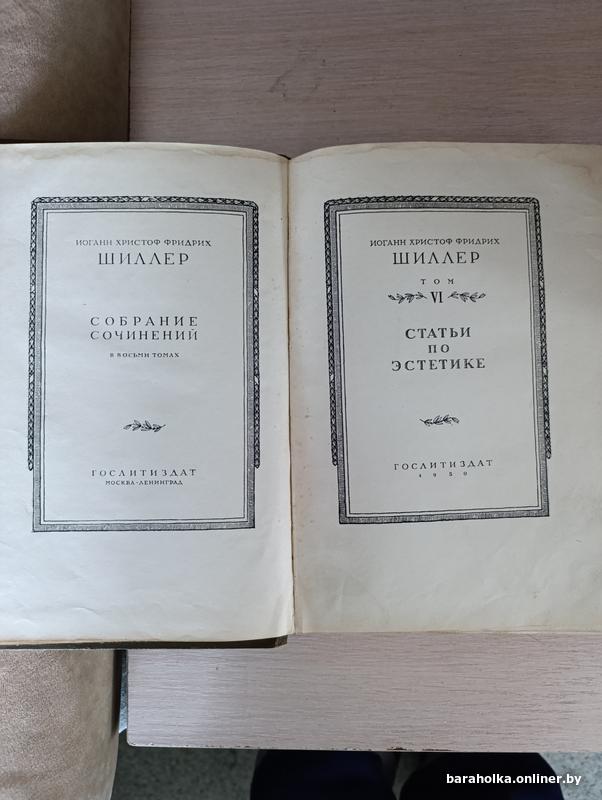 ИОГАНН ХРИСТОФ ФРИДРИХ
ШИЛЛЕР
СОБРАНИЕ
СОЧИНЕНИЙ
В ВОСЬМИ ТОМАХ
ГОСЛИТИЗДАТ
МОСКВА-ЛЕНИНГРАД
ИОГАНН ХРИСТОФ ФРИДРИХ
ШИЛЛЕР
ТОМ
VI
СТАТЬИ
ПО
ЭСТЕТИКЕ
ГОСЛИТИЗДАТ
1950
baraholka.onliner.by